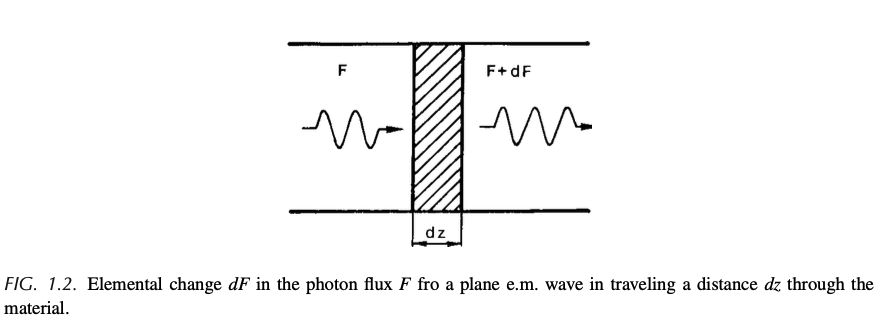 F
F+dF
dz
FIG. 1.2. Elemental change dF in the photon flux F fro a plane e.m. wave in traveling a distance dz through the
material.